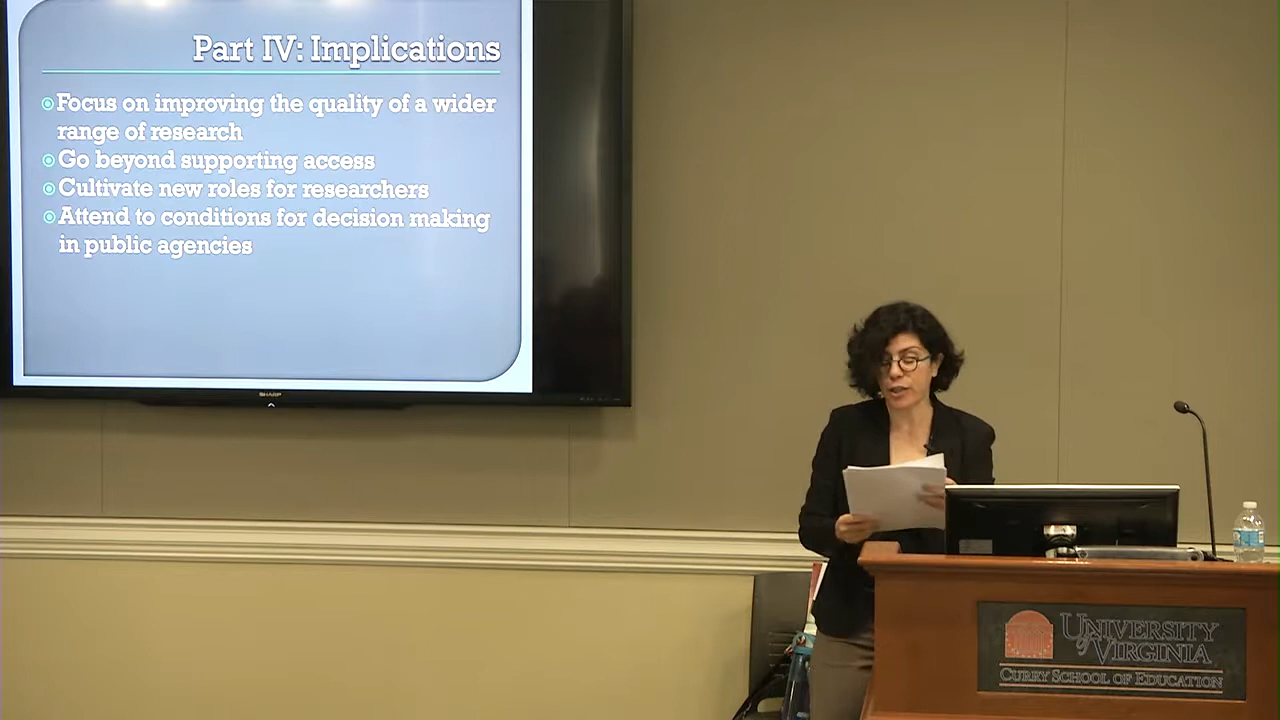 Part IV: Implications
Focus on improving the quality of a wider
range of research
Go beyond supporting access
Cultivate new roles for researchers
Attend to conditions for decision making
in public agencies
SHARP
UNIVERSITY
of VIRGINIA
CURRY SCHOOL OF EDUCATION